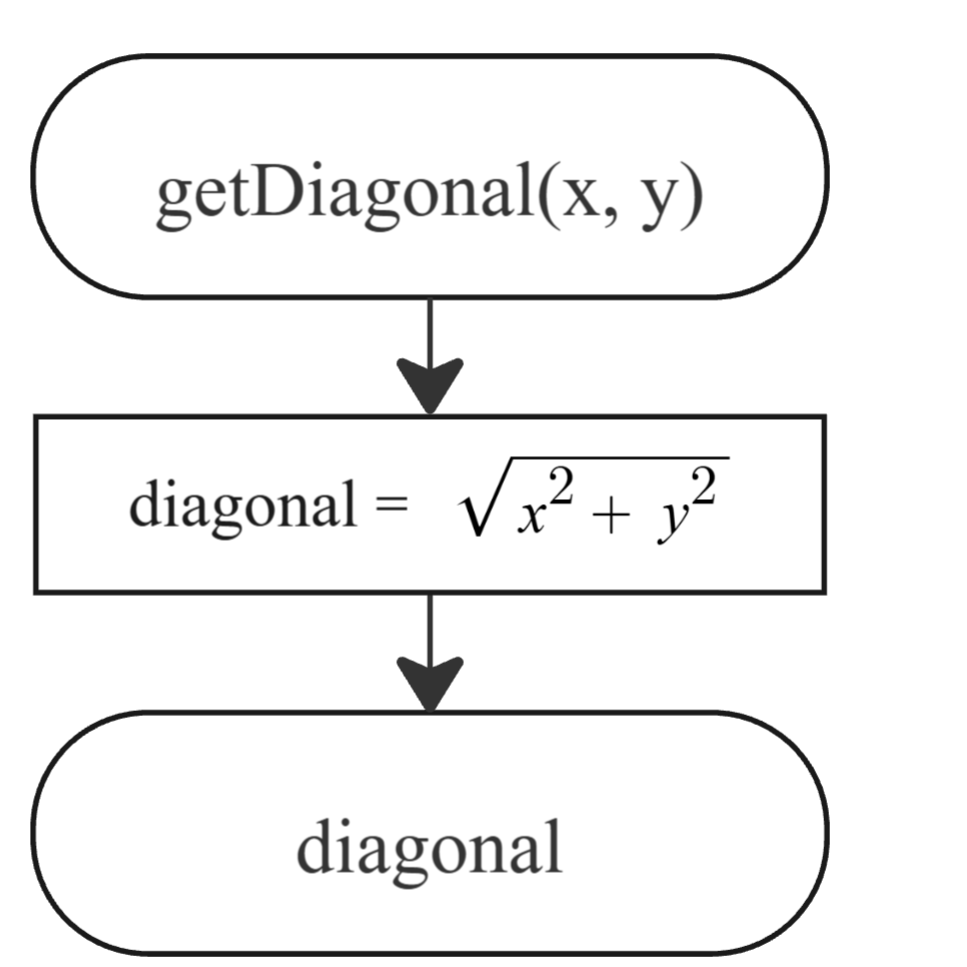 getDiagonal(x, y)
diagonal = √x² + y²
diagonal